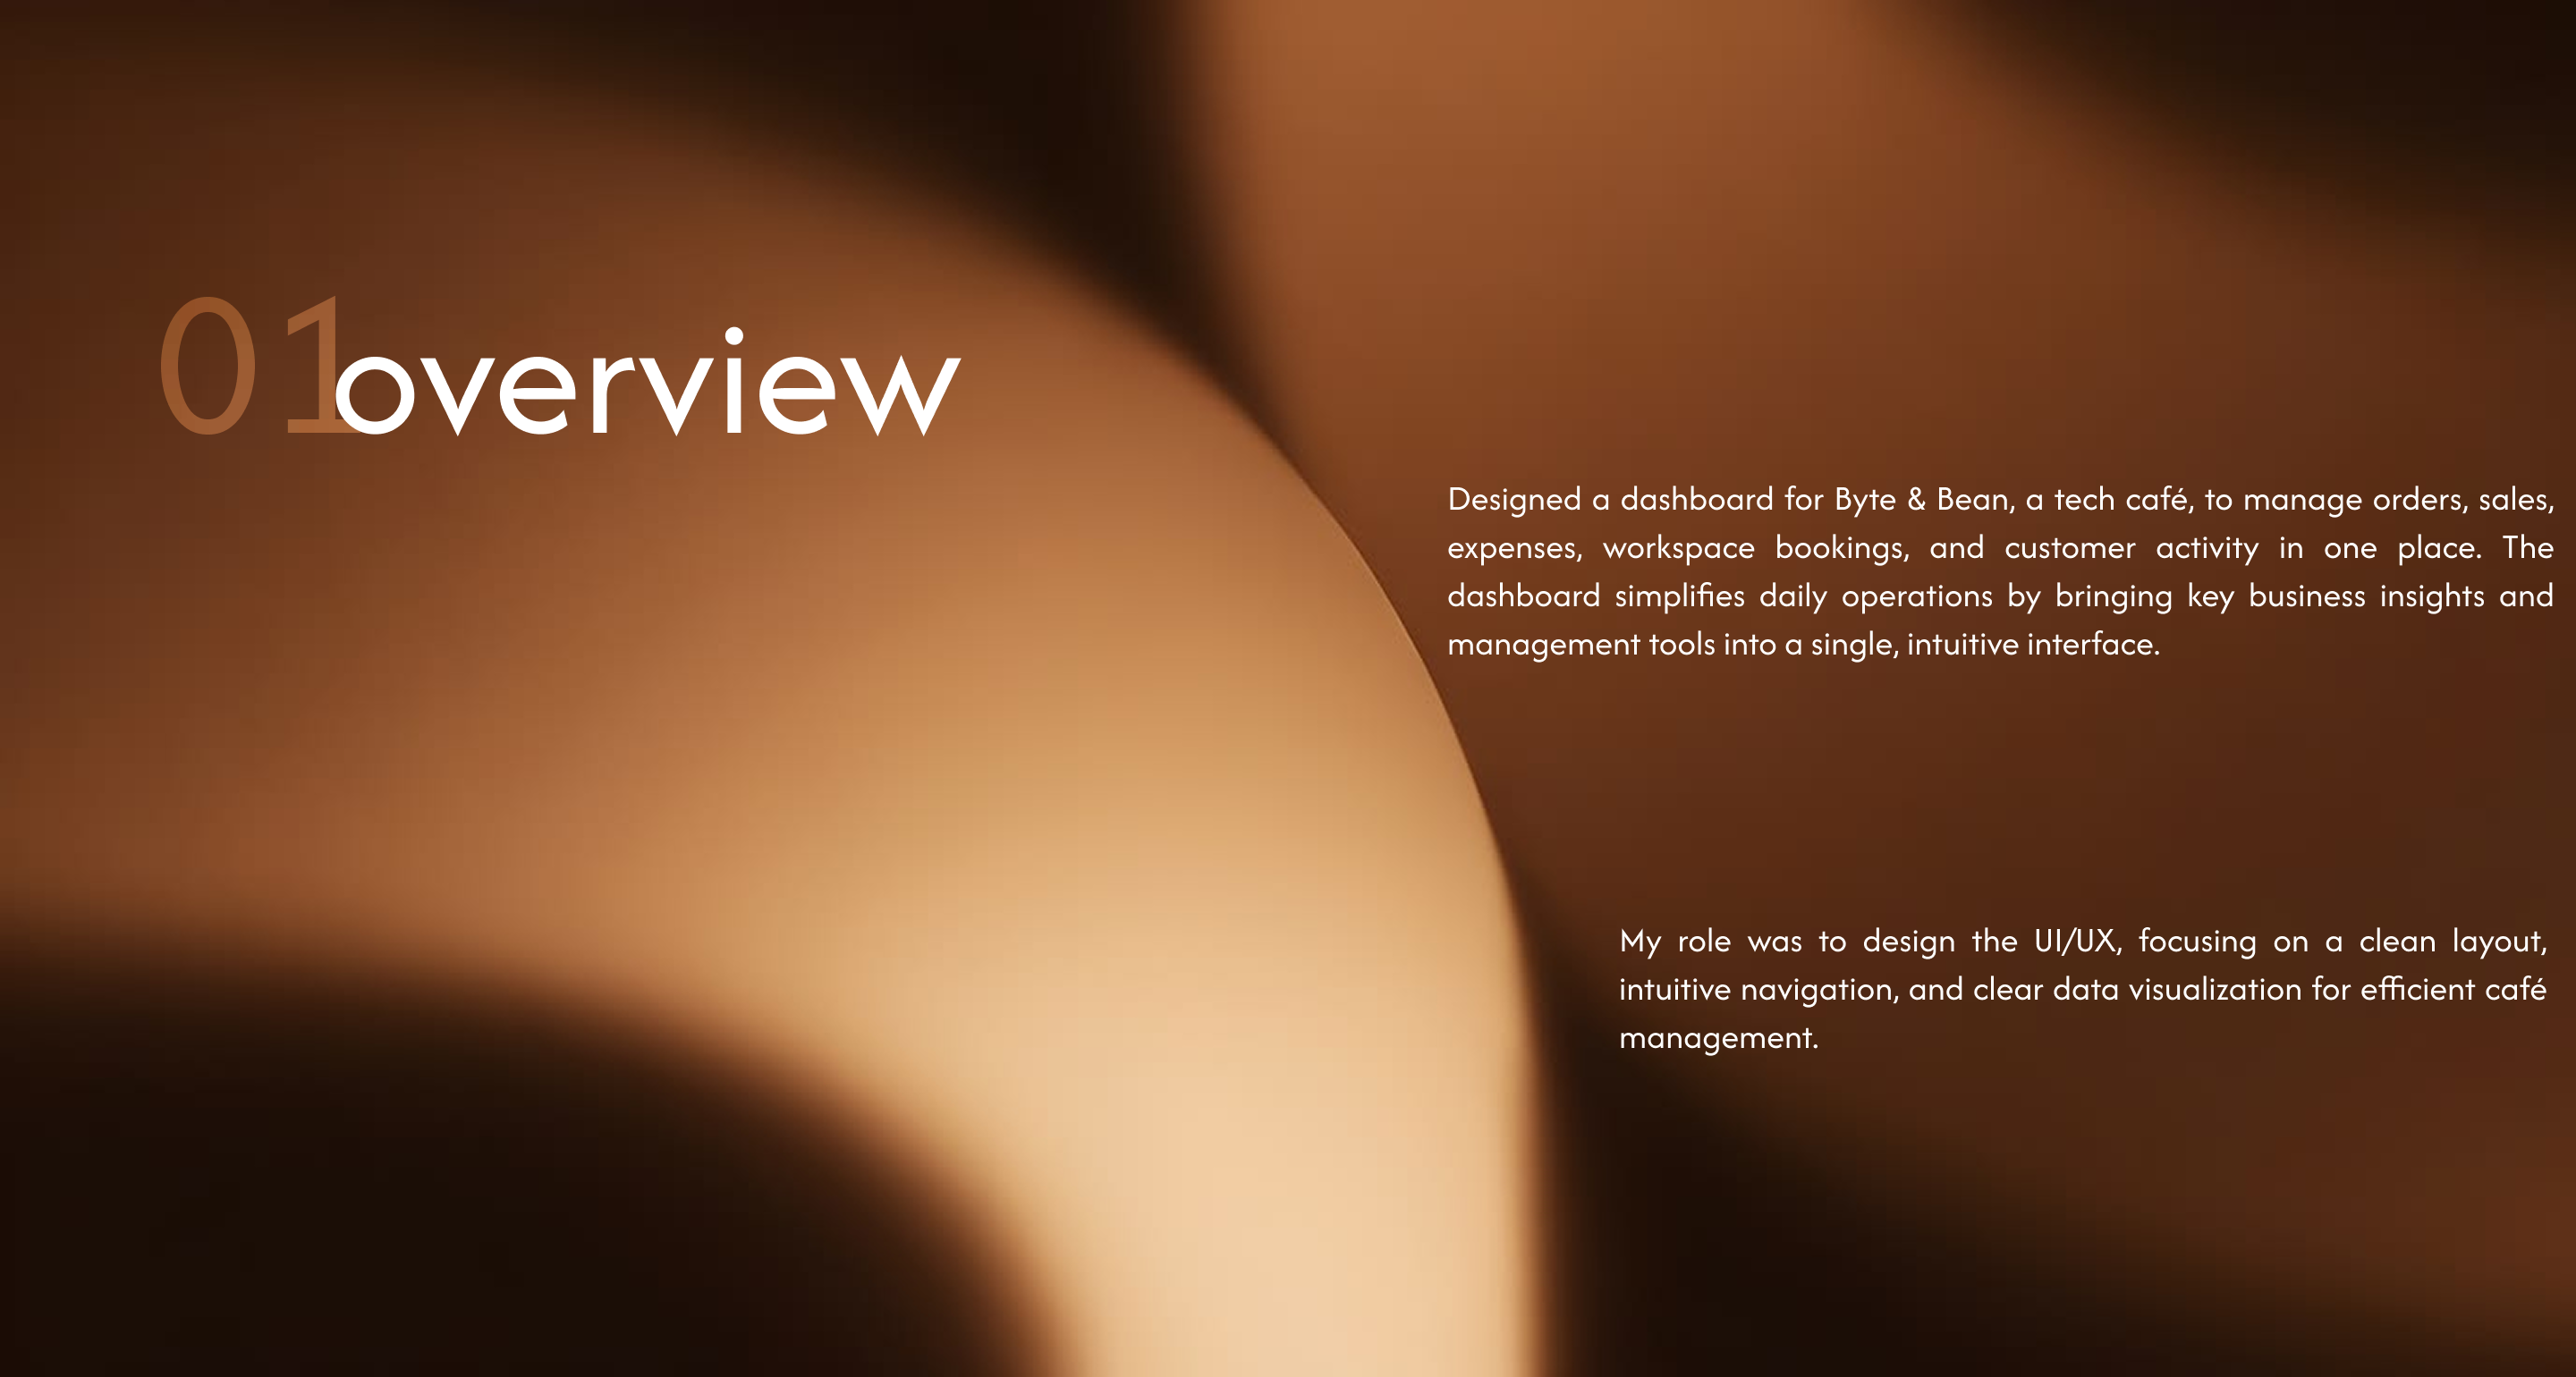 01 overview
Designed a dashboard for Byte & Bean, a tech café, to manage orders, sales,
expenses, workspace bookings, and customer activity in one place. The
dashboard simplifies daily operations by bringing key business insights and
management tools into a single, intuitive interface.
My role was to design the UI/UX, focusing on a clean layout,
intuitive navigation, and clear data visualization for efficient café
management.